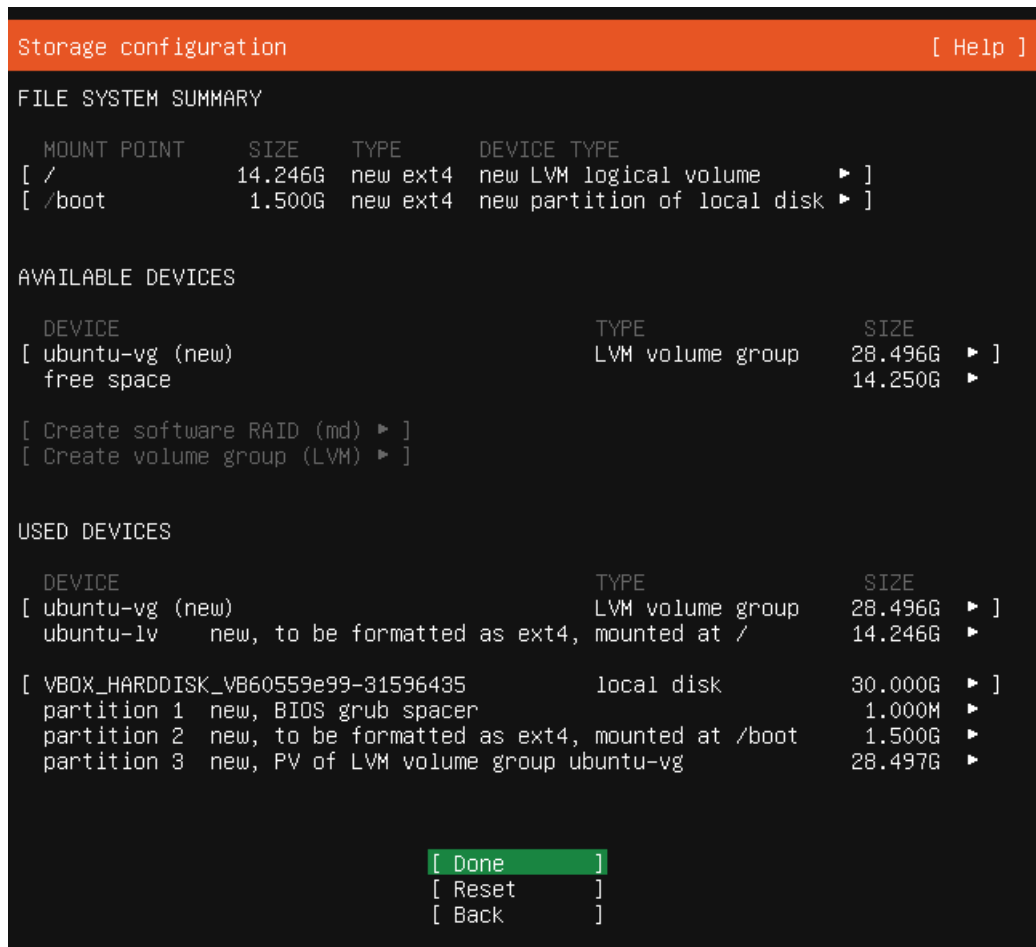 Storage configuration [ Help ]
FILE SYSTEM SUMMARY
MOUNT POINT SIZE TYPE DEVICE TYPE
[ / 14.246G new ext4 new LVM logical volume ▸ ]
[ /boot 1.500G new ext4 new partition of local disk ▸ ]
AVAILABLE DEVICES
DEVICE TYPE SIZE
[ ubuntu-vg (new) LVM volume group 28.496G ▸ ]
free space 14.250G ▸
[ Create software RAID (md) ▸ ]
[ Create volume group (LVM) ▸ ]
USED DEVICES
DEVICE TYPE SIZE
[ ubuntu-vg (new) LVM volume group 28.496G ▸ ]
ubuntu-lv new, to be formatted as ext4, mounted at / 14.246G ▸
[ VBOX_HARDDISK_VB60559e99-31596435 local disk 30.000G ▸ ]
partition 1 new, BIOS grub spacer 1.000M ▸
partition 2 new, to be formatted as ext4, mounted at /boot 1.500G ▸
partition 3 new, PV of LVM volume group ubuntu-vg 28.497G ▸
[ Done ]
[ Reset ]
[ Back ]